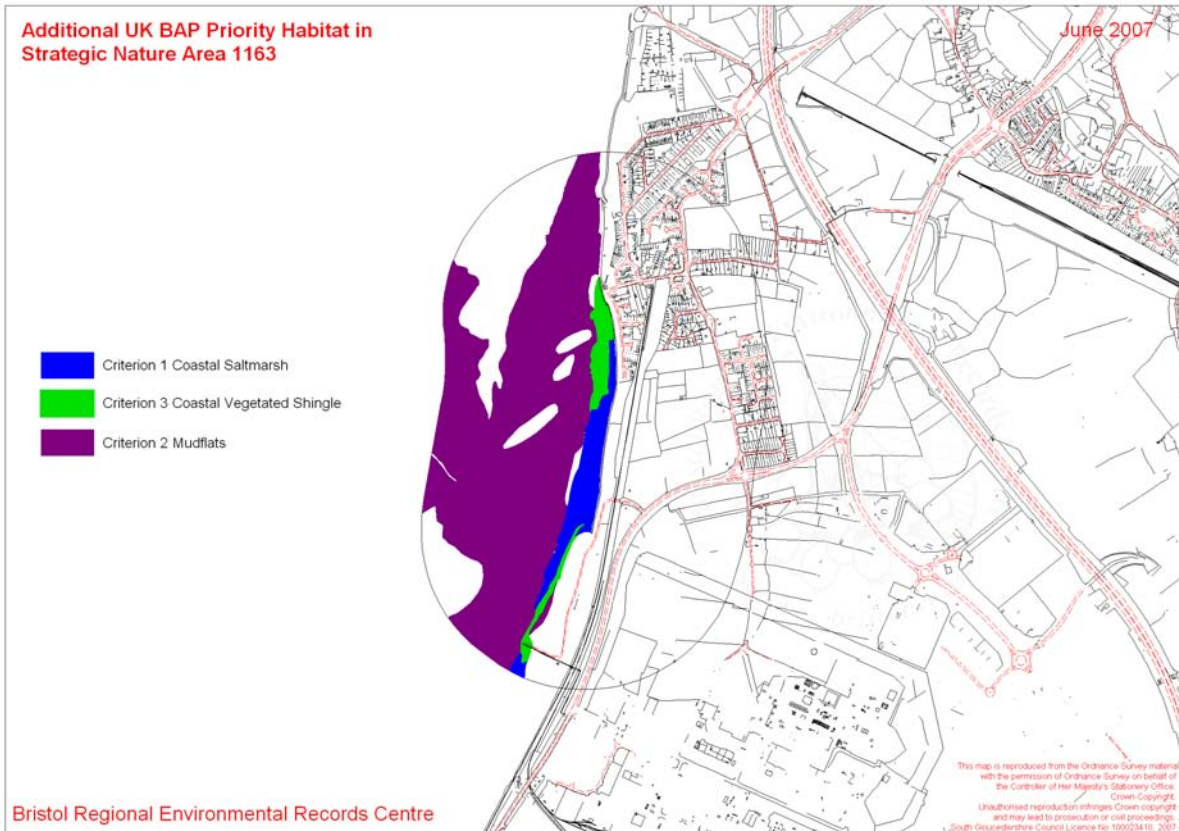 Additional UK BAP Priority Habitat in
Strategic Nature Area 1163
June 2007
Criterion 1 Coastal Saltmarsh
Criterion 3 Coastal Vegetated Shingle
Criterion 2 Mudflats
This map is reproduced from the Ordnance Survey material
with the permission of Ordnance Survey on behalf of
the Controller of Her Majesty's Stationery Office
Crown Copyright.
Unauthorised reproduction infringes Crown copyright
and may lead to prosecution or civil proceedings.
South Gloucestershire Council Licence No 100023410, 2007.
Bristol Regional Environmental Records Centre